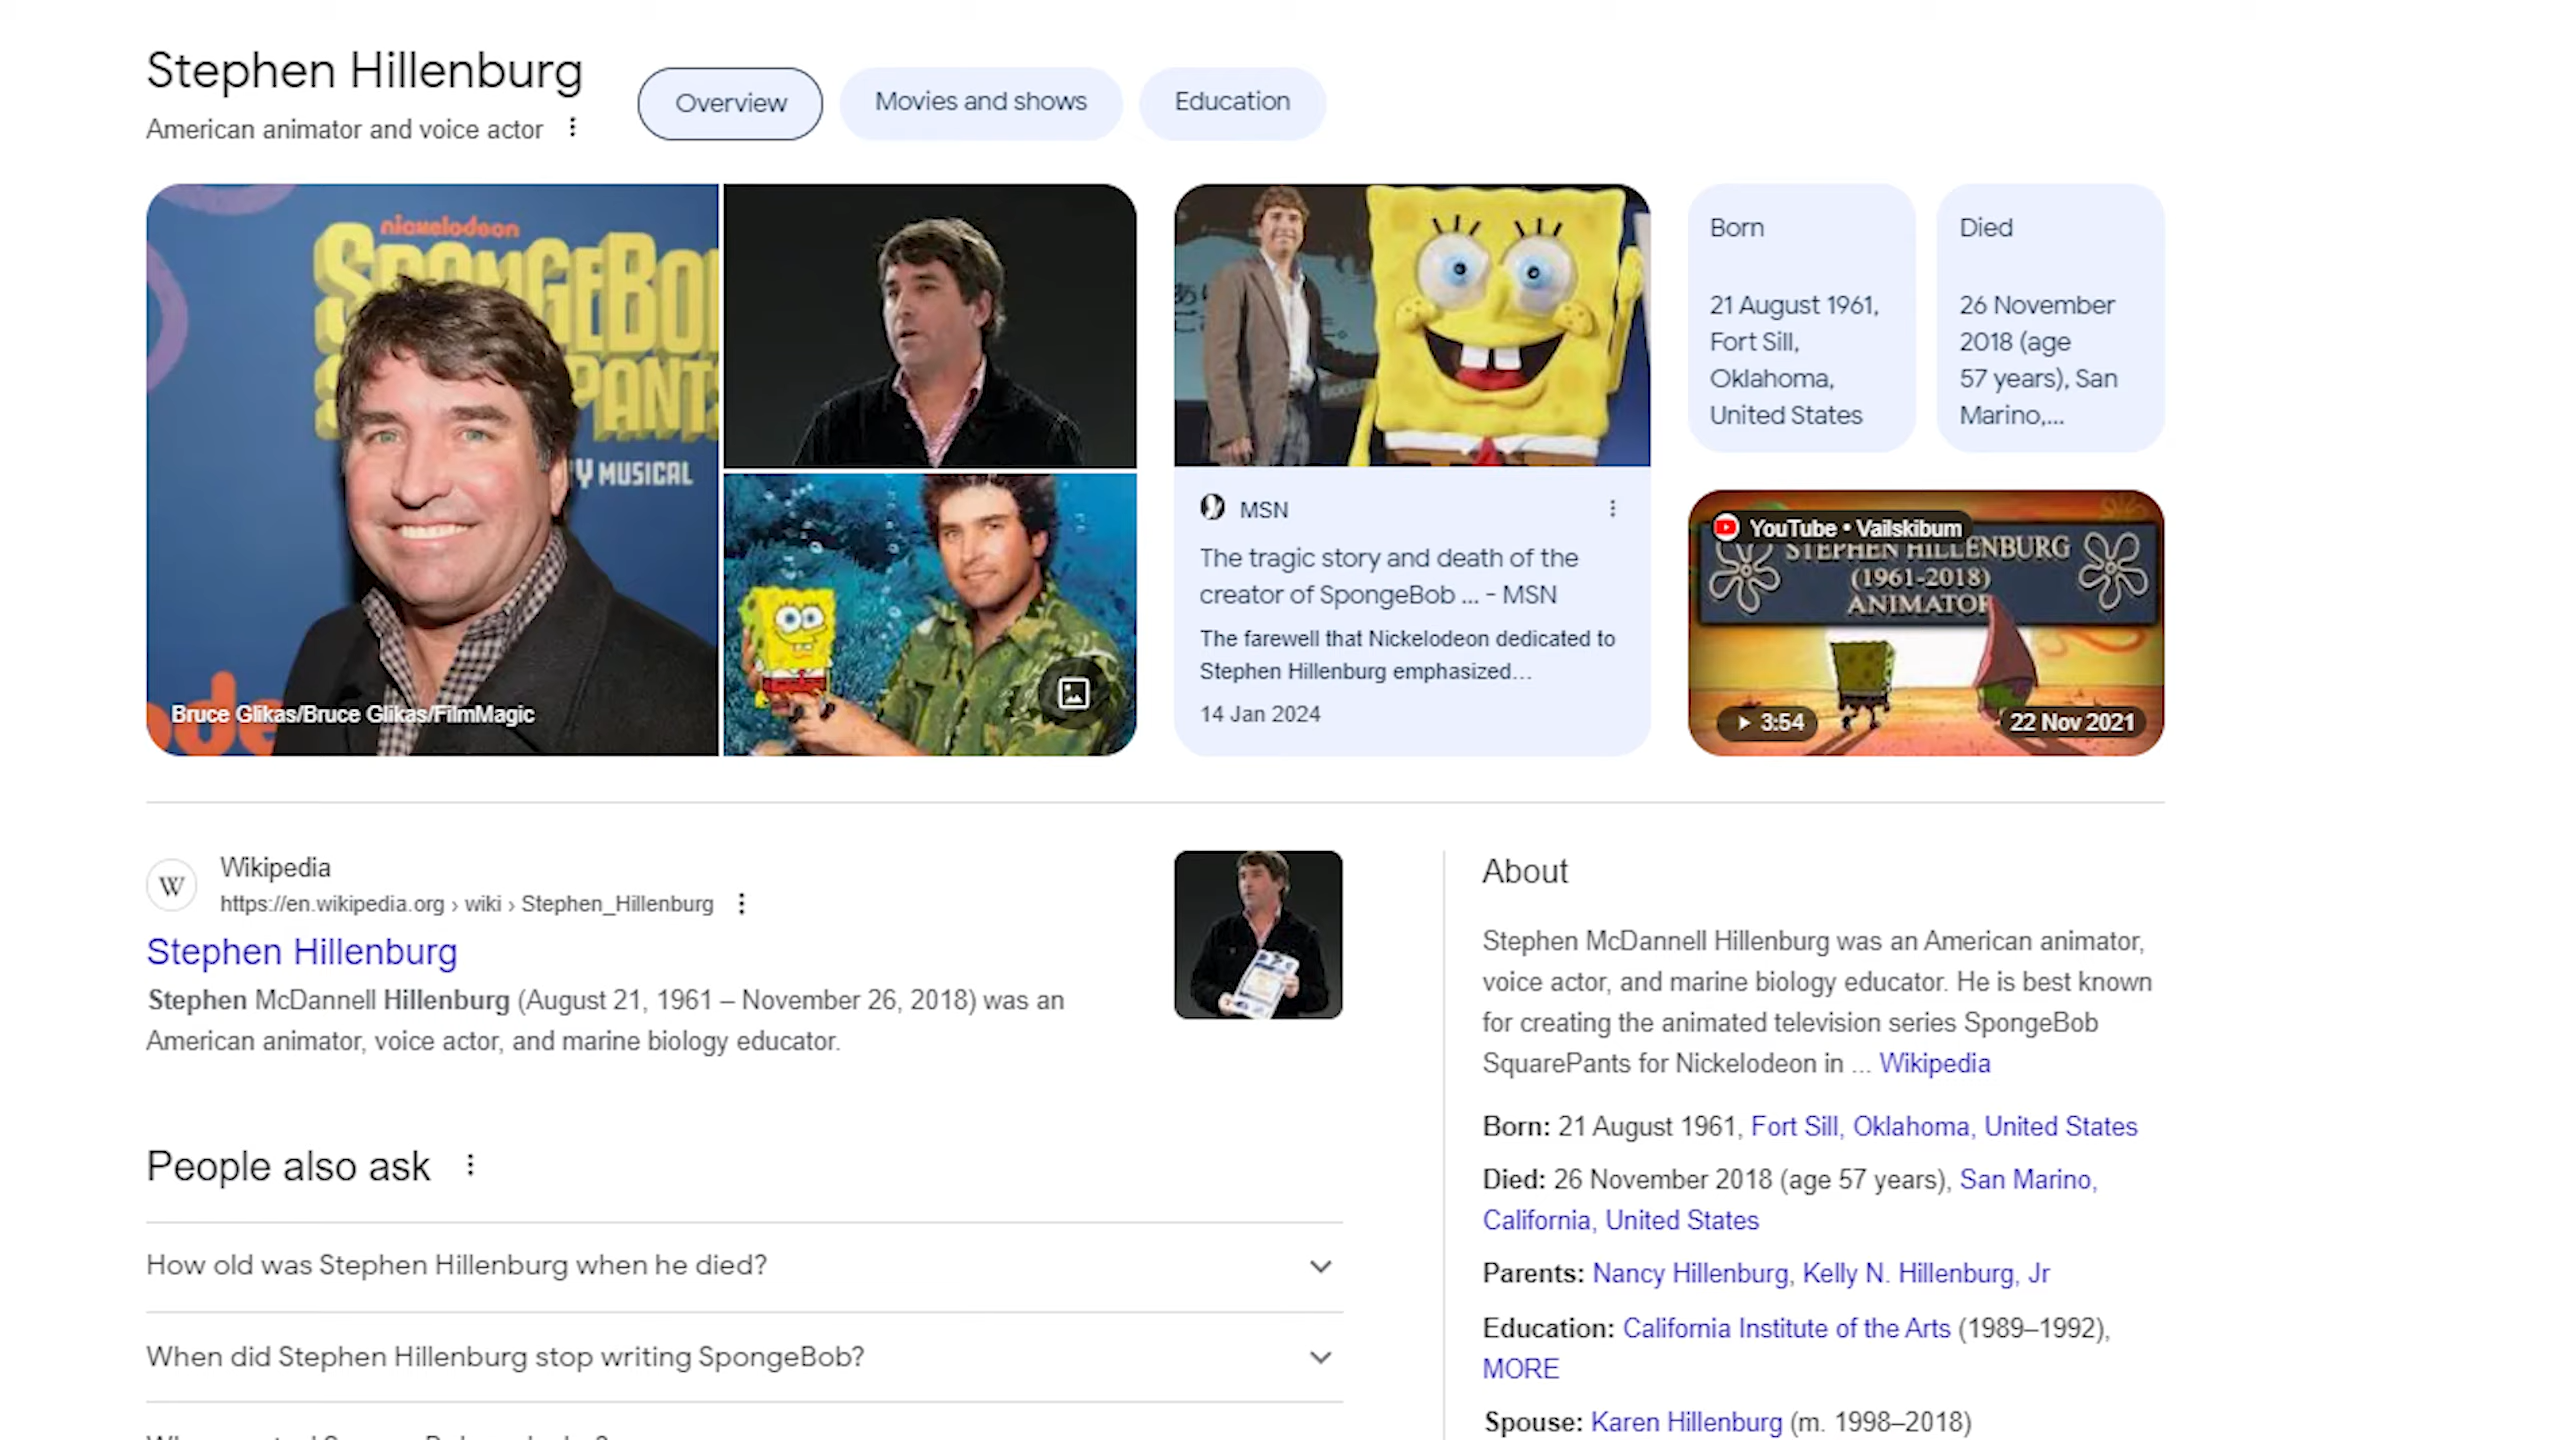 Stephen Hillenburg
American animator and voice actor
Overview
Movies and shows
Education
nickelodeon
SPONGEBO
PANTS
Y MUSICAL
Bruce Glikas/Bruce Glikas/FilmMagic
MSN
The tragic story and death of the
creator of SpongeBob ... - MSN
The farewell that Nickelodeon dedicated to
Stephen Hillenburg emphasized...
14 Jan 2024
Born
21 August 1961,
Fort Sill,
Oklahoma,
United States
Died
26 November
2018 (age
57 years), San
Marino,...
YouTube • Vailskibum
STEPHEN HILLENBURG
(1961-2018)
ANIMATOR
3:54
22 Nov 2021
W
Wikipedia
https://en.wikipedia.org › wiki › Stephen_Hillenburg
Stephen Hillenburg
Stephen McDannell Hillenburg (August 21, 1961 – November 26, 2018) was an
American animator, voice actor, and marine biology educator.
People also ask
How old was Stephen Hillenburg when he died?
When did Stephen Hillenburg stop writing SpongeBob?
About
Stephen McDannell Hillenburg was an American animator,
voice actor, and marine biology educator. He is best known
for creating the animated television series SpongeBob
SquarePants for Nickelodeon in ... Wikipedia
Born: 21 August 1961, Fort Sill, Oklahoma, United States
Died: 26 November 2018 (age 57 years), San Marino,
California, United States
Parents: Nancy Hillenburg, Kelly N. Hillenburg, Jr
Education: California Institute of the Arts (1989–1992),
MORE
Spouse: Karen Hillenburg (m. 1998–2018)